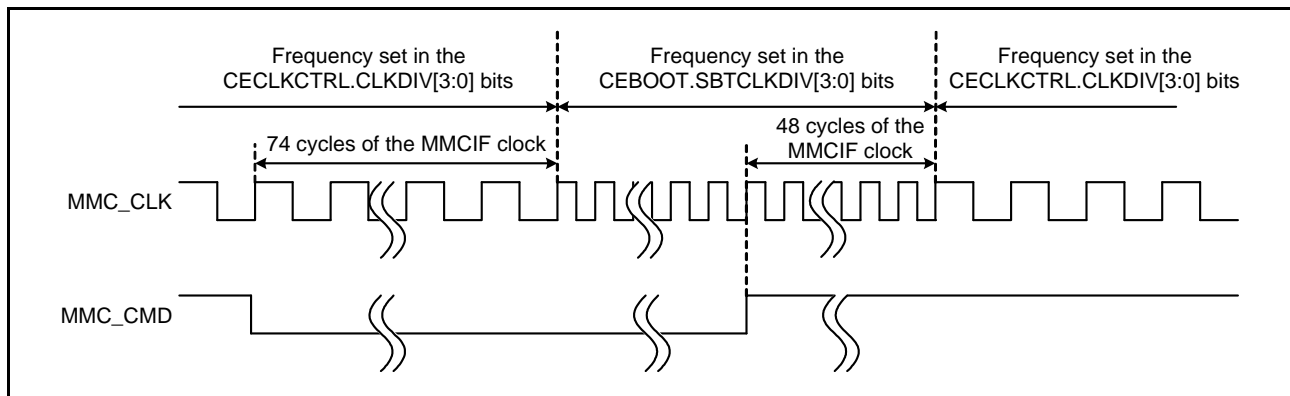 Frequency set in the
CECLKCTRL.CLKDIV[3:0] bits
Frequency set in the
CEBOOT.SBTCLKDIV[3:0] bits
Frequency set in the
CECLKCTRL.CLKDIV[3:0] bits
74 cycles of the MMCIF clock
48 cycles of the
MMCIF clock
MMC_CLK
MMC_CMD